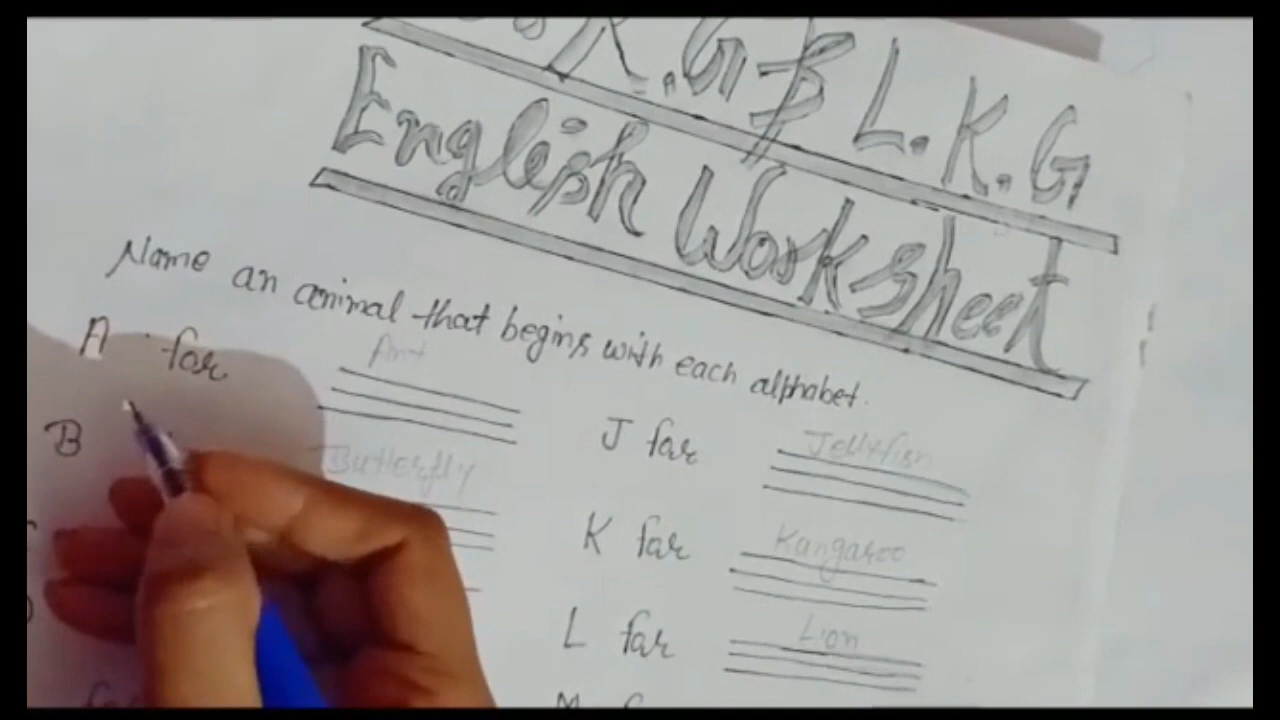 K.G & L.K.G
English Worksheet
Name an animal that begins with each alphabet.
A for Ant
B Butterfly
J for Jellyfish
K for Kangaroo
L for Lion